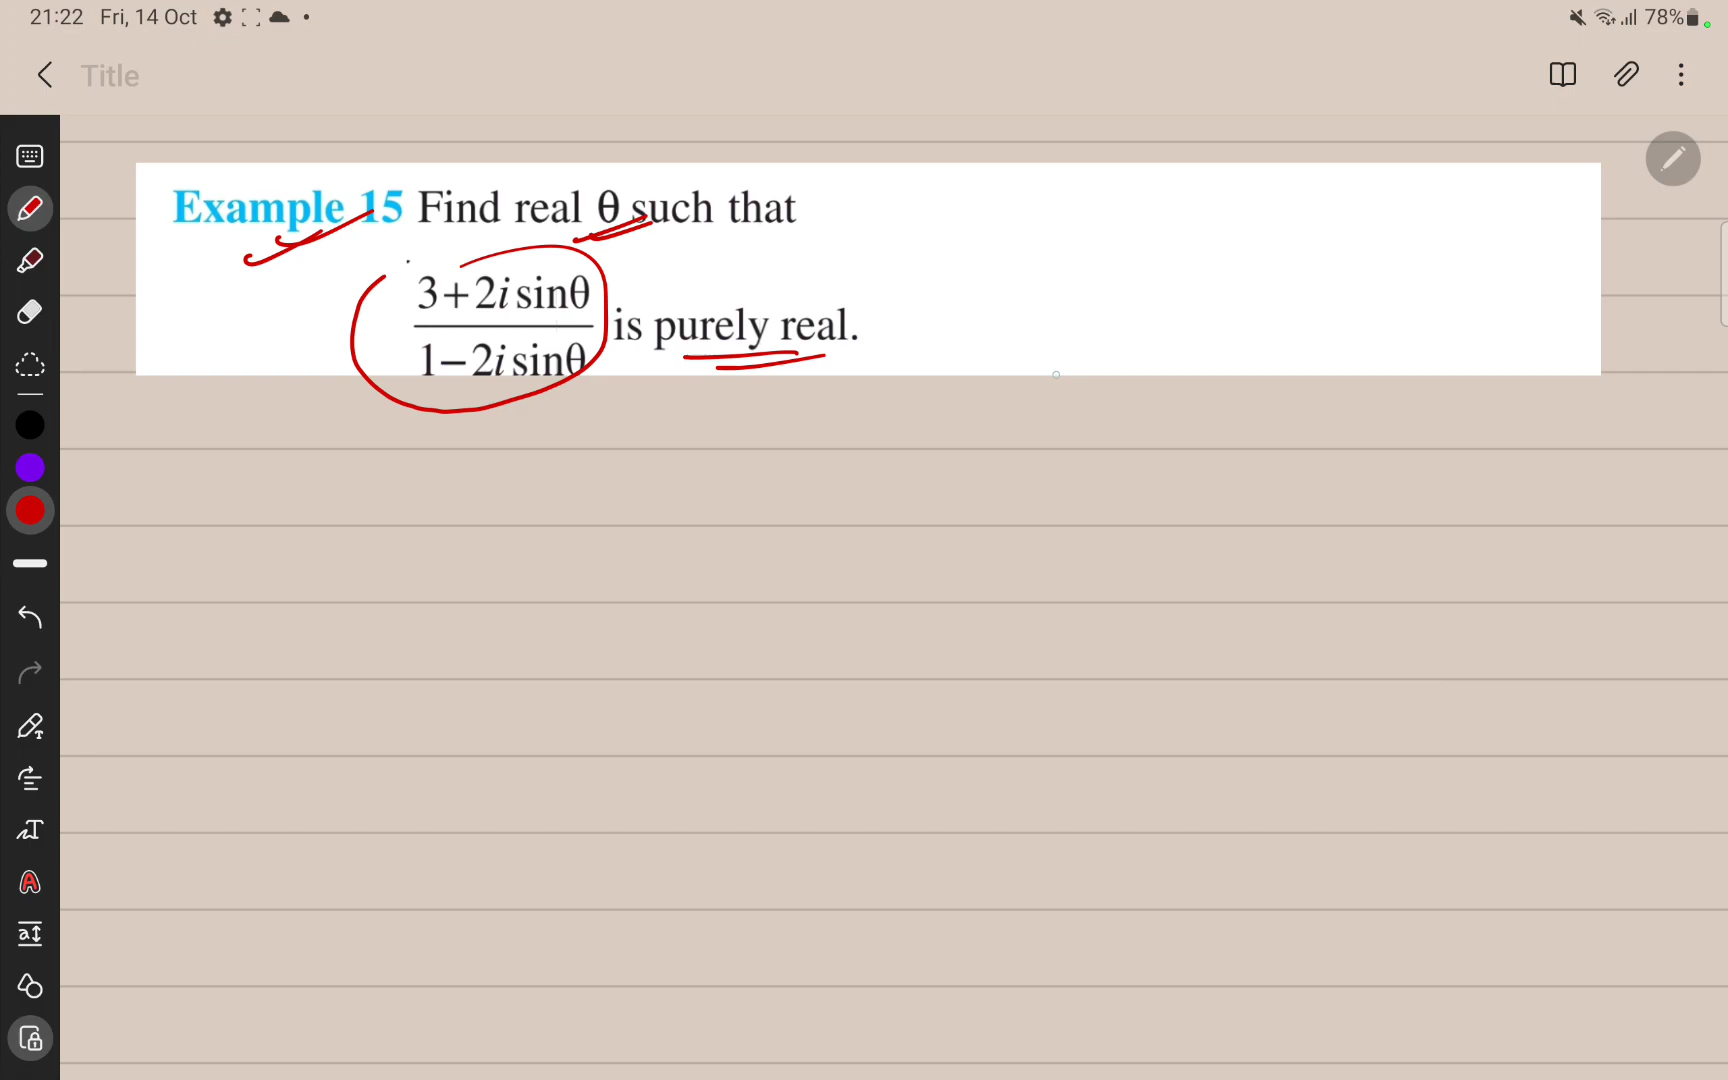 21:22 Fri, 14 Oct
78%
Title
Example 15 Find real θ such that
3+2i sinθ
is purely real.
1−2i sinθ